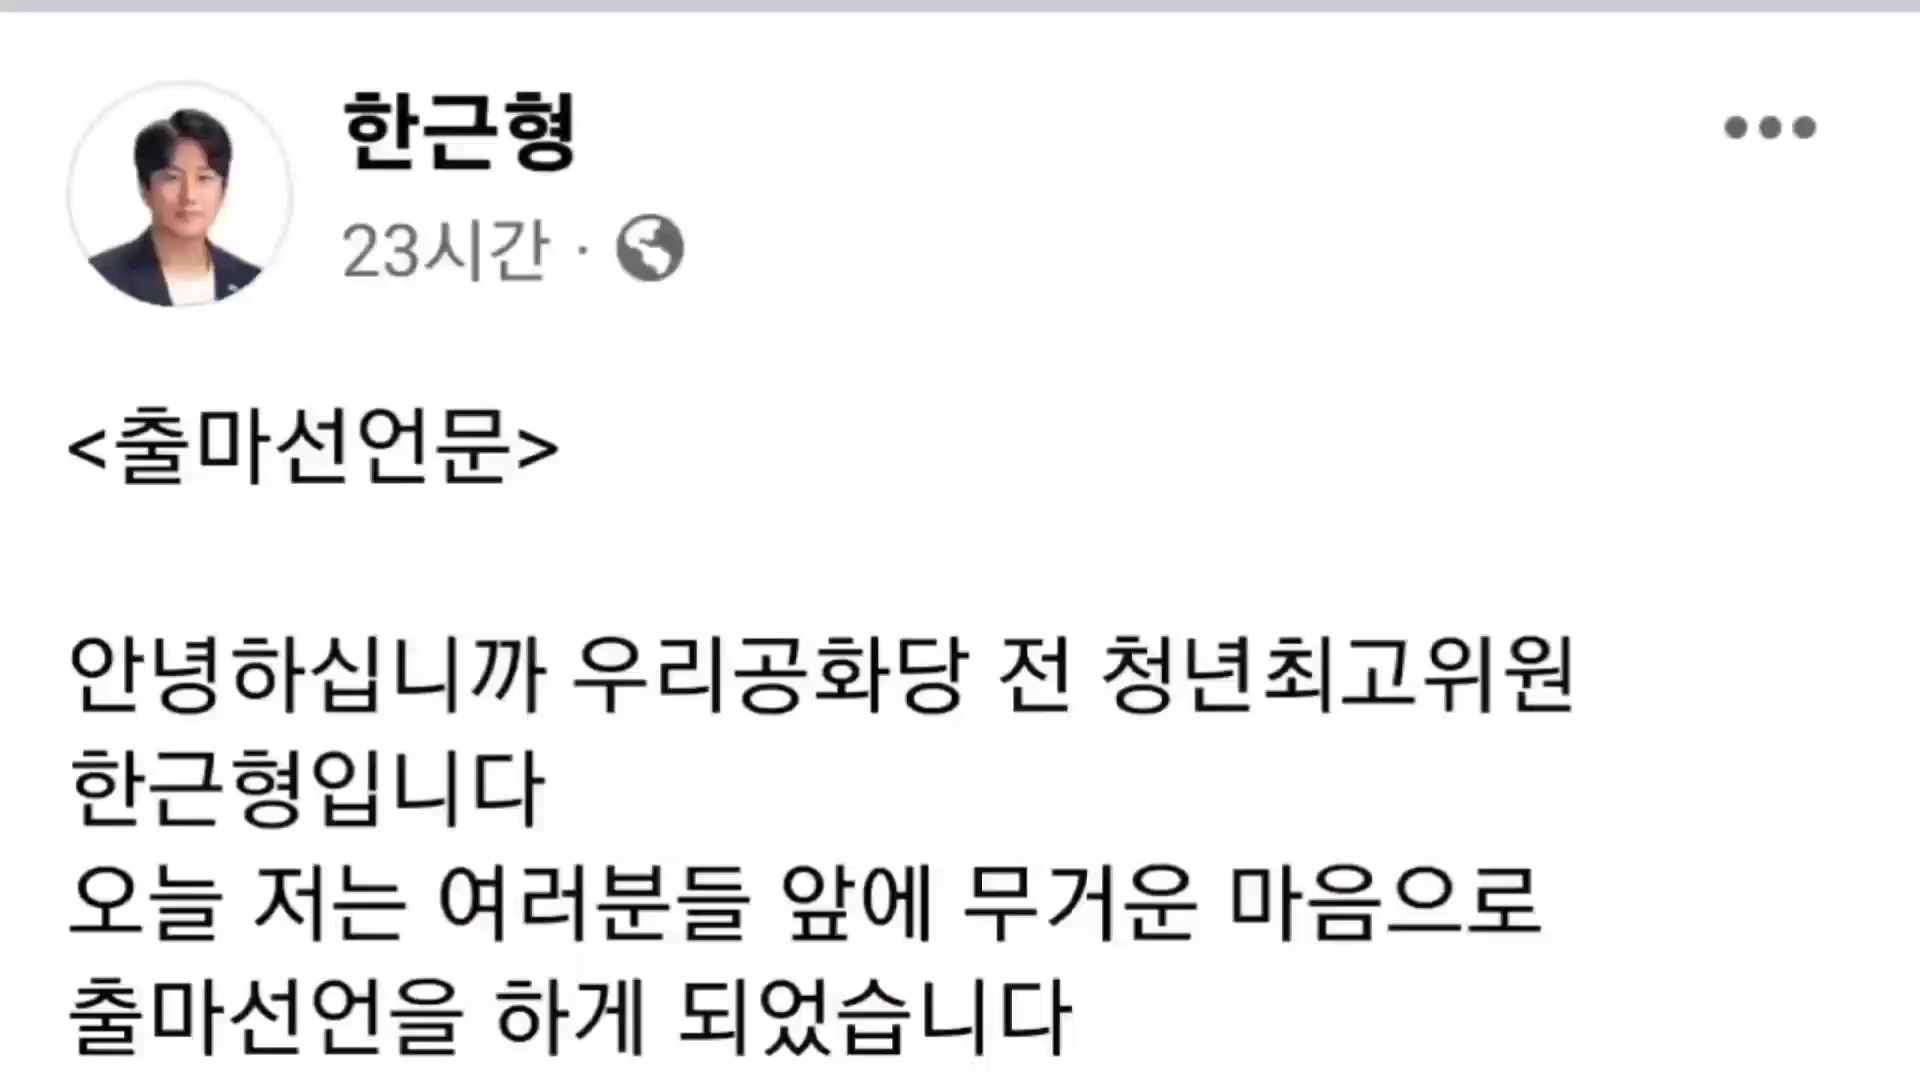 한근형
23시간 ·
<출마선언문>
안녕하십니까 우리공화당 전 청년최고위원
한근형입니다
오늘 저는 여러분들 앞에 무거운 마음으로
출마선언을 하게 되었습니다